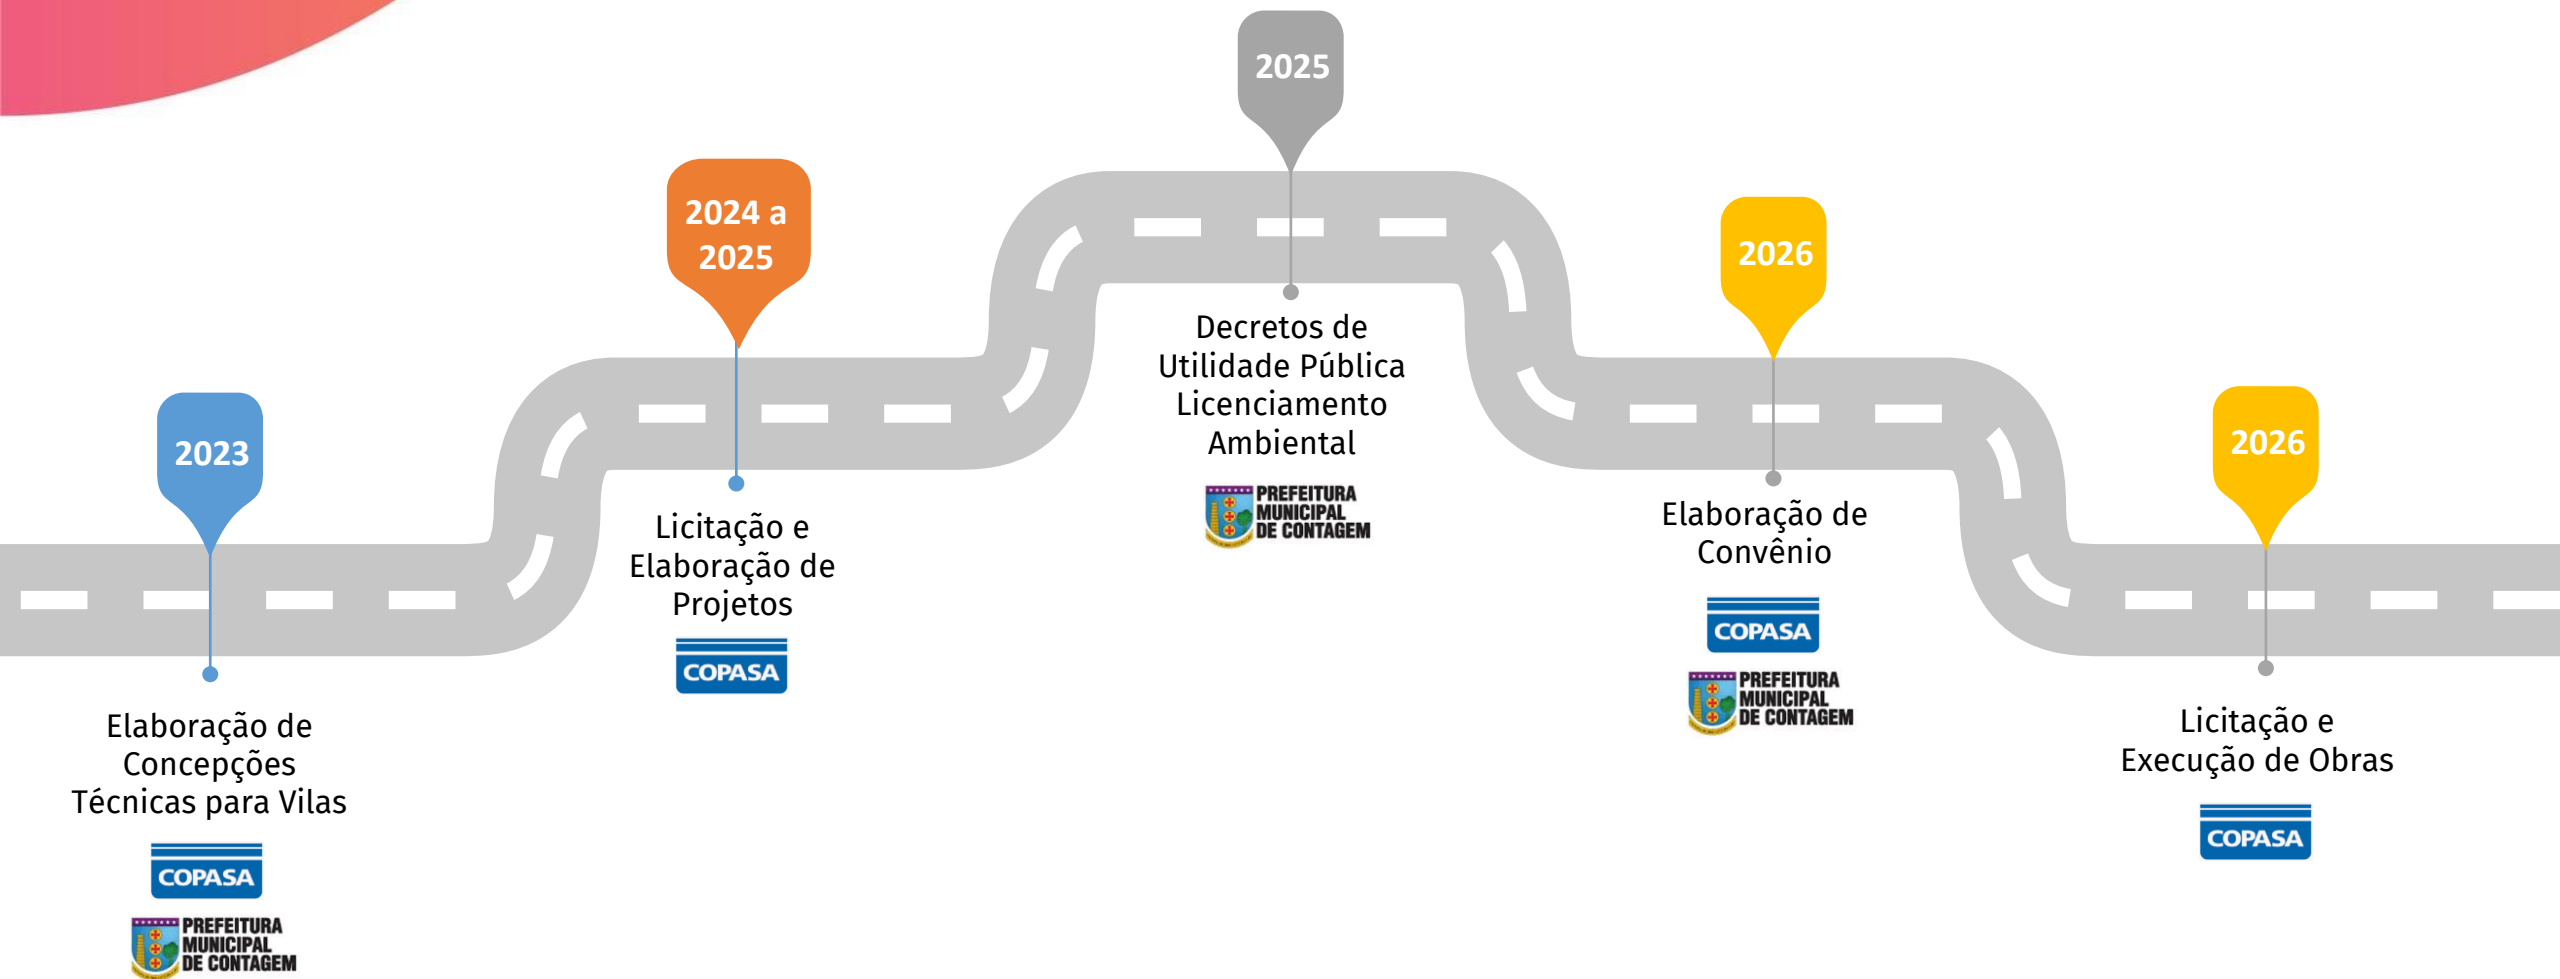 2023
Elaboração de
Concepções
Técnicas para Vilas
COPASA
PREFEITURA
MUNICIPAL
DE CONTAGEM
2024 a
2025
Licitação e
Elaboração de
Projetos
COPASA
2025
Decretos de
Utilidade Pública
Licenciamento
Ambiental
PREFEITURA
MUNICIPAL
DE CONTAGEM
2026
Elaboração de
Convênio
COPASA
PREFEITURA
MUNICIPAL
DE CONTAGEM
2026
Licitação e
Execução de Obras
COPASA